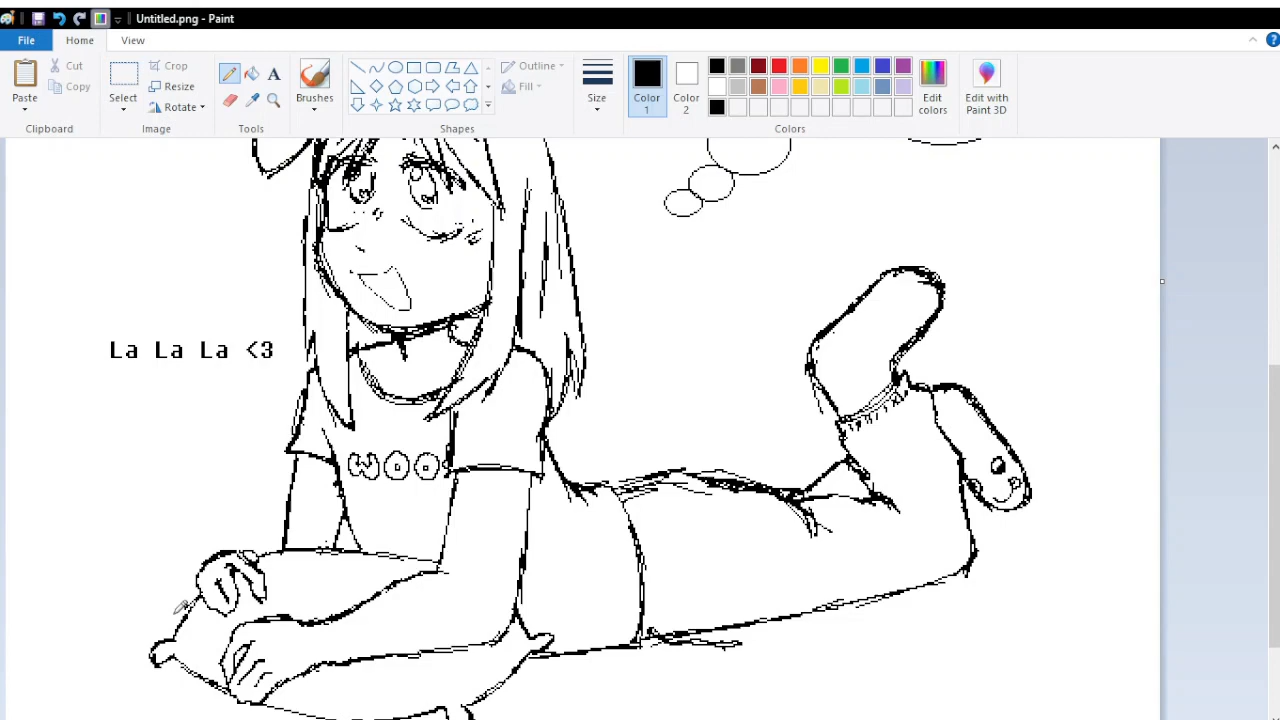 Untitled.png - Paint
File Home View
Paste
Cut
Copy
Clipboard
Select
Crop
Resize
Rotate
Image
A
Tools
Brushes
Shapes
Outline
Fill
Size
Color 1
Color 2
Edit colors
Colors
Edit with Paint 3D
La La La <3
WOO